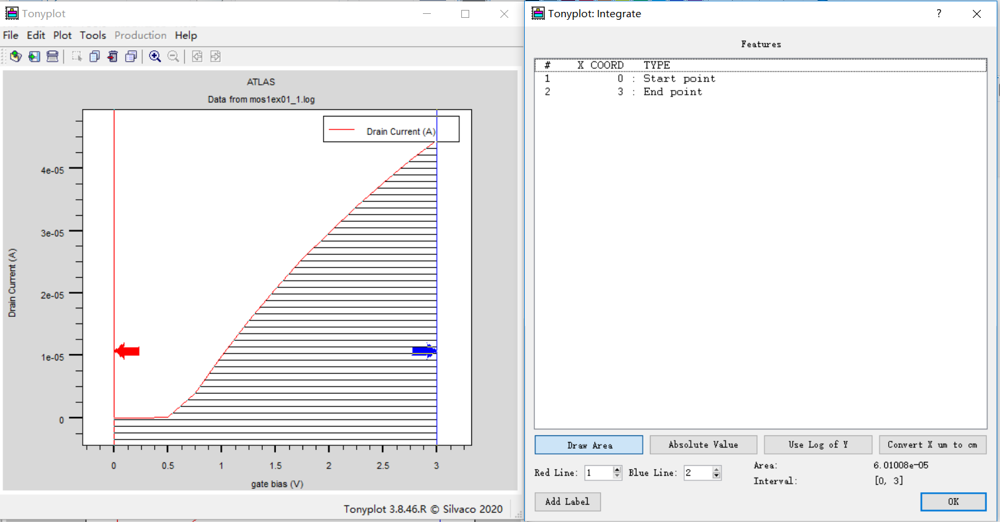 Tonyplot
File Edit Plot Tools Production Help
ATLAS
Data from mos1ex01_1.log
Drain Current (A)
Drain Current (A)
4e-05
3e-05
2e-05
1e-05
0
0 0.5 1 1.5 2 2.5 3
gate bias (V)
Tonyplot 3.8.46.R © Silvaco 2020
Tonyplot: Integrate
?
Features
# X COORD TYPE
1 0 : Start point
2 3 : End point
Draw Area Absolute Value Use Log of Y Convert X um to cm
Red Line: 1 Blue Line: 2
Area: 6.01008e-05
Interval: [0, 3]
Add Label OK